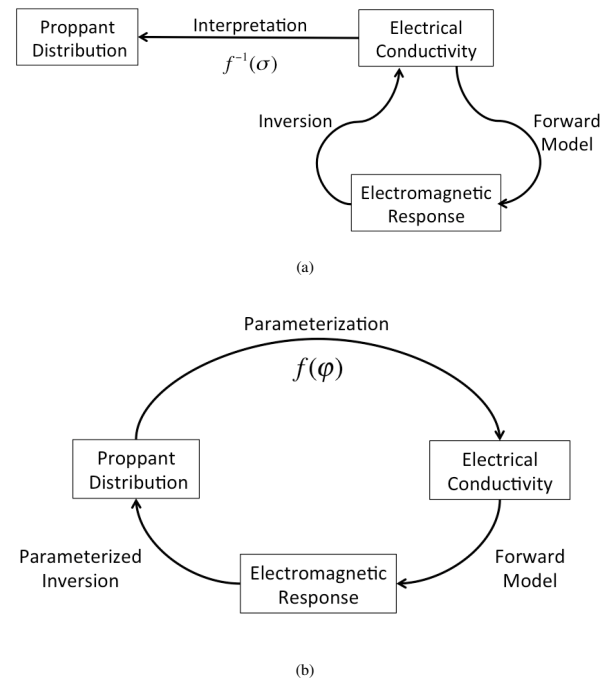 Proppant
Distribution
Interpretation
f⁻¹(σ)
Electrical
Conductivity
Inversion
Forward
Model
Electromagnetic
Response
(a)
Parameterization
f(φ)
Proppant
Distribution
Electrical
Conductivity
Parameterized
Inversion
Electromagnetic
Response
Forward
Model
(b)